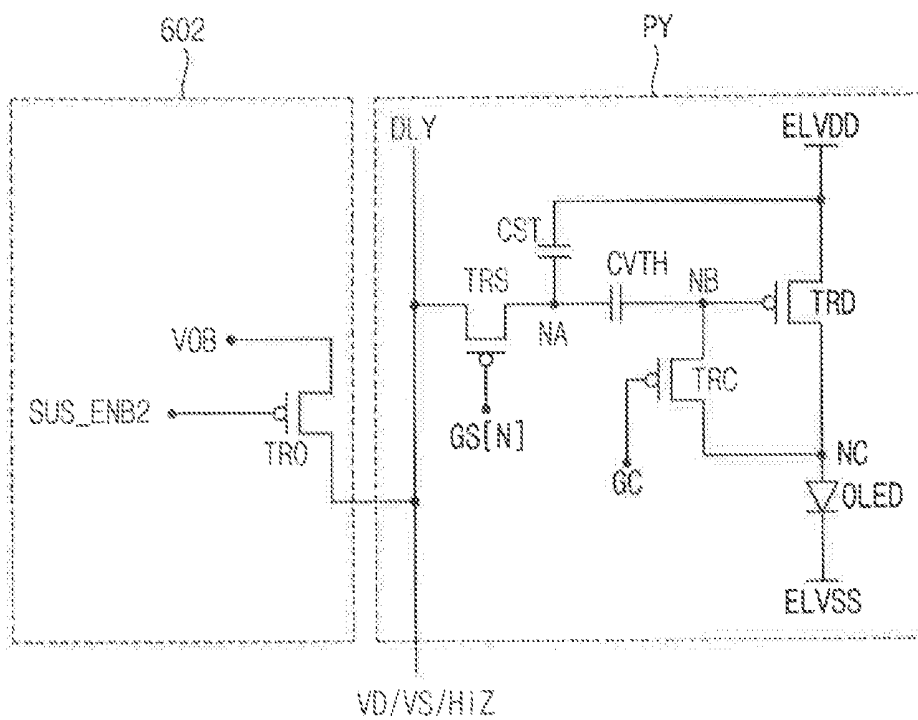 602
PY
DLY
ELVDD
CST
CVTH
NB
TRS
TRD
NA
VOB
TRC
SUS_ENB2
TRO
GS[N]
NC
GC
OLED
ELVSS
VD/VS/HiZ